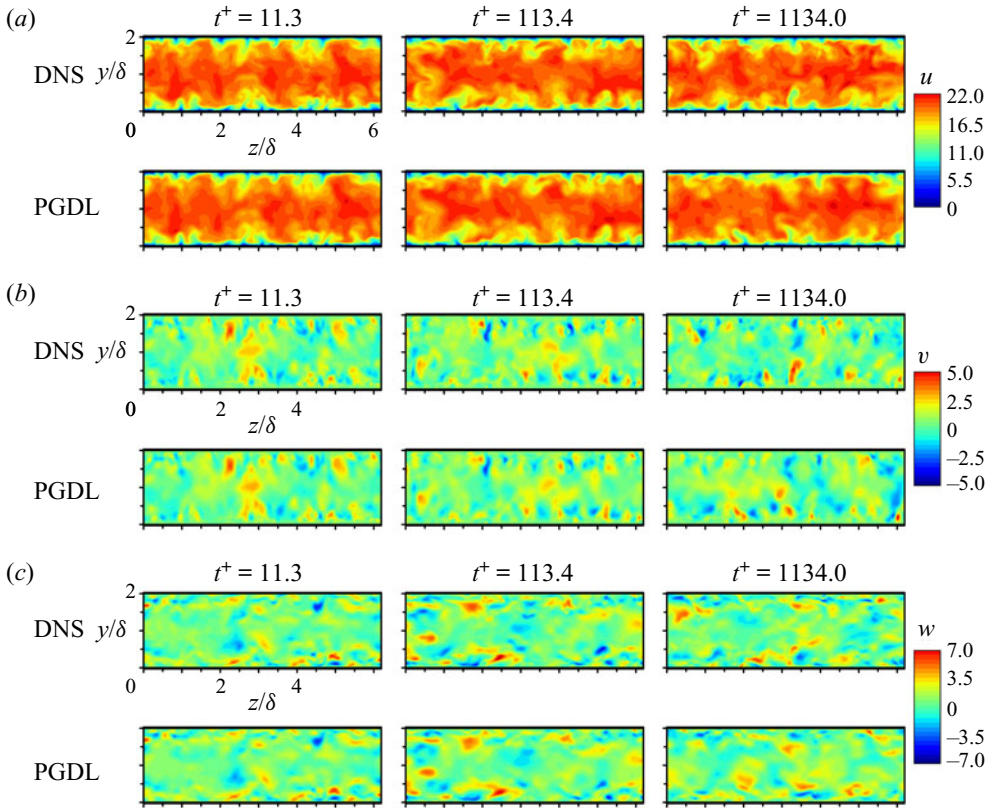 (a) t+ = 11.3 t+ = 113.4 t+ = 1134.0
2
DNS y/δ u
22.0
0 16.5
0 2 4 6 11.0
z/δ 5.5
PGDL 0
(b) t+ = 11.3 t+ = 113.4 t+ = 1134.0
2
DNS y/δ v
5.0
0 2.5
0 2 4 0
z/δ –2.5
PGDL –5.0
(c) t+ = 11.3 t+ = 113.4 t+ = 1134.0
2
DNS y/δ w
7.0
0 3.5
0 2 4 0
z/δ –3.5
PGDL –7.0